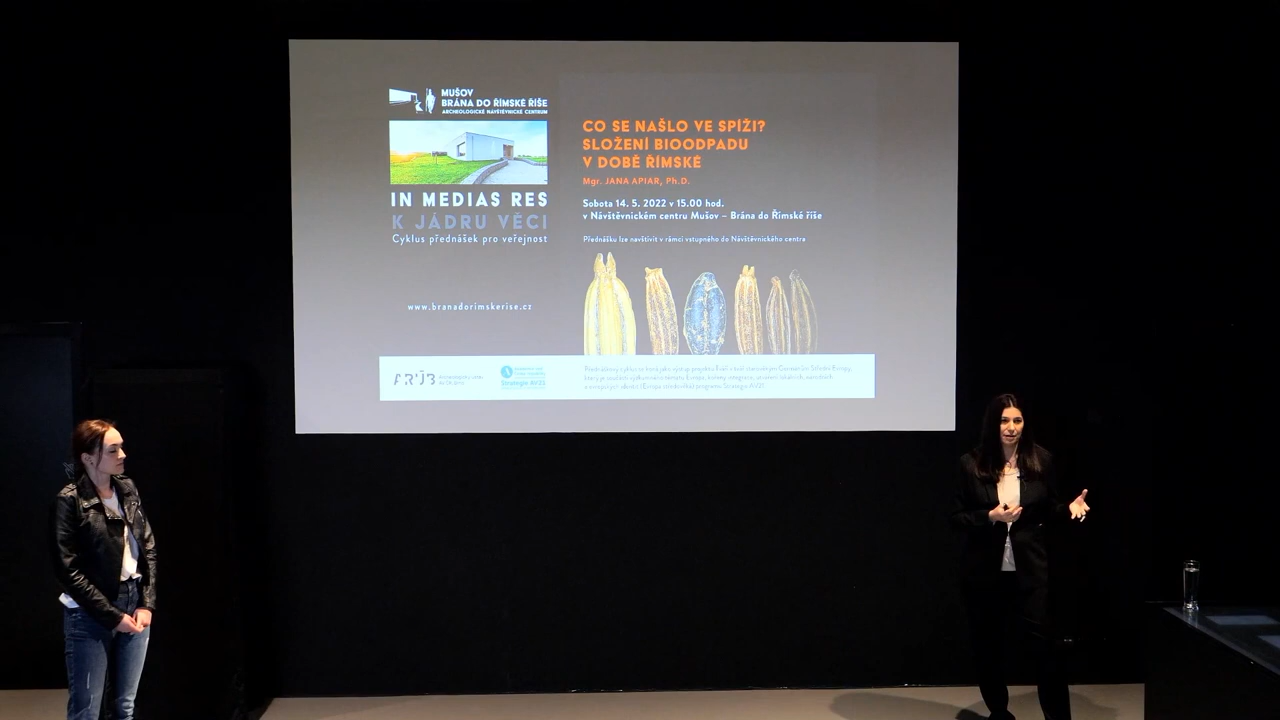 MUŠOV
BRÁNA DO ŘÍMSKÉ ŘÍŠE
ARCHEOLOGICKÉ NÁVŠTĚVNICKÉ CENTRUM
IN MEDIAS RES
K JÁDRU VĚCI
Cyklus přednášek pro veřejnost
www.branadorimskerise.cz
CO SE NAŠLO VE SPÍŽI?
SLOŽENÍ BIOODPADU
V DOBĚ ŘÍMSKÉ
Mgr. JANA APIAR, Ph.D.
Sobota 14. 5. 2022 v 15.00 hod.
v Návštěvnickém centru Mušov – Brána do Římské říše
Přednášku lze navštívit v rámci vstupného do Návštěvnického centra
ARÚB
Strategie AV21